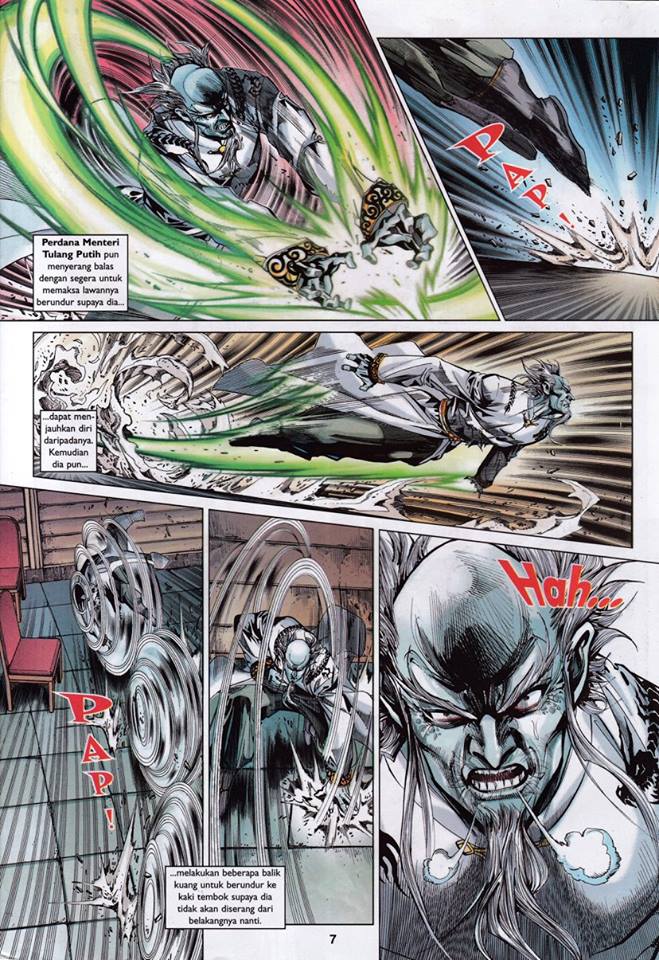 Perdana Menteri
Tulang Putih pun
menyerang balas
dengan segera untuk
memaksa lawannya
berundur supaya dia...
PAP!
...dapat men-
jauhkan diri
daripadanya.
Kemudian
dia pun...
PAP!
...melakukan beberapa balik
kuang untuk berundur ke
kaki tembok supaya dia
tidak akan diserang dari
belakangnya nanti.
Hah...
7